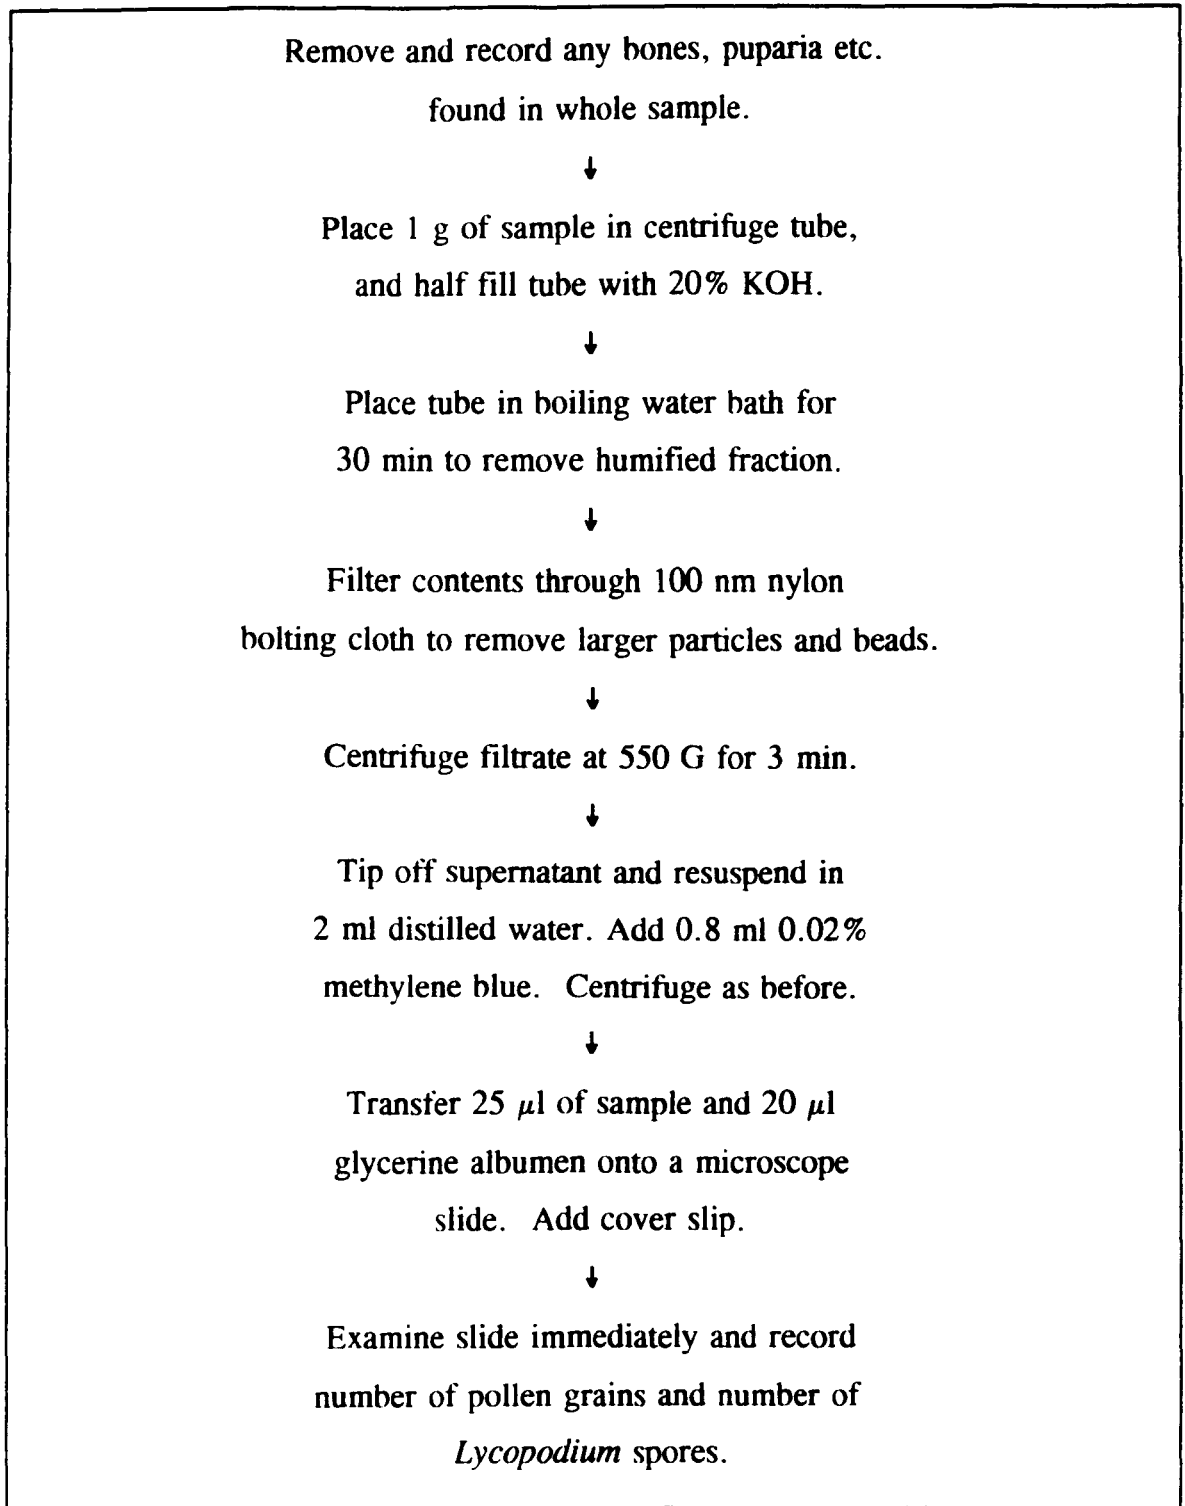 Remove and record any bones, puparia etc.
found in whole sample.
↓
Place 1 g of sample in centrifuge tube,
and half fill tube with 20% KOH.
↓
Place tube in boiling water bath for
30 min to remove humified fraction.
↓
Filter contents through 100 nm nylon
bolting cloth to remove larger particles and beads.
↓
Centrifuge filtrate at 550 G for 3 min.
↓
Tip off supernatant and resuspend in
2 ml distilled water. Add 0.8 ml 0.02%
methylene blue. Centrifuge as before.
↓
Transfer 25 μl of sample and 20 μl
glycerine albumen onto a microscope
slide. Add cover slip.
↓
Examine slide immediately and record
number of pollen grains and number of
Lycopodium spores.